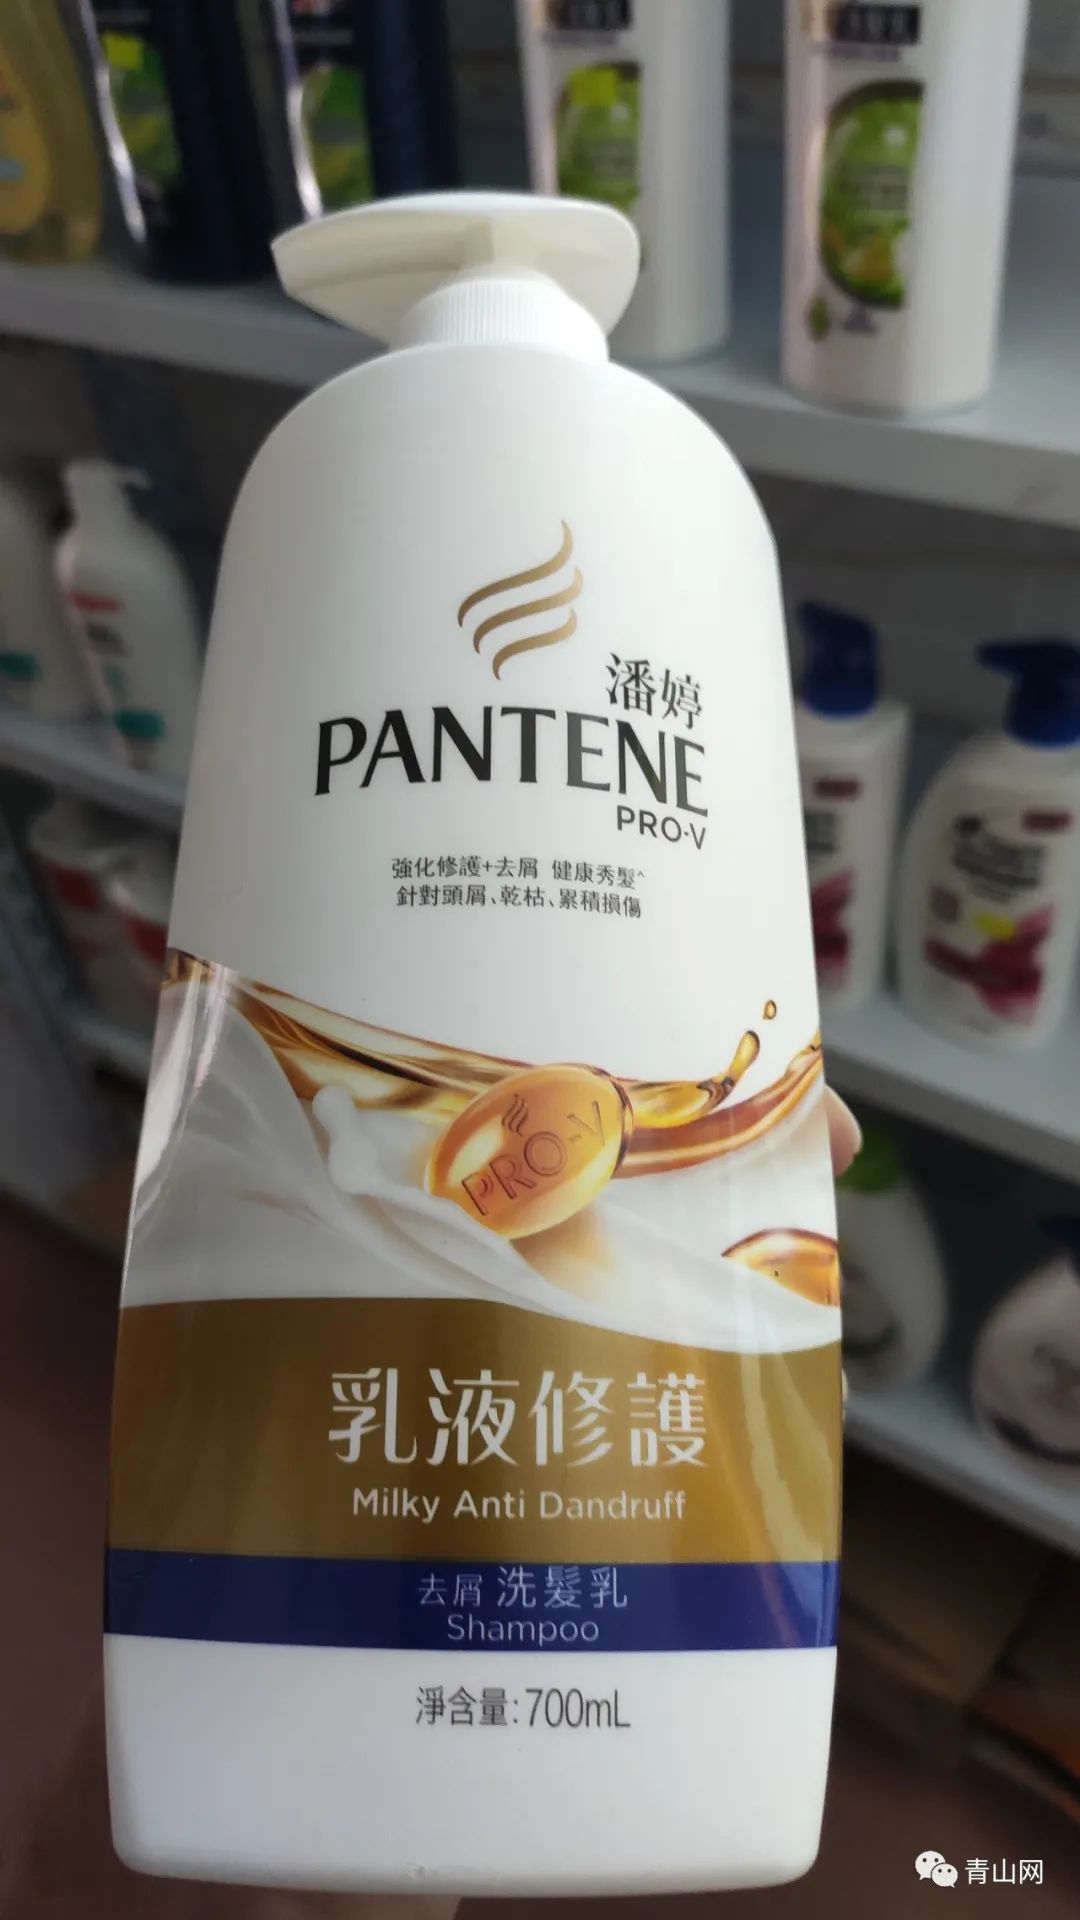 潘婷
PANTENE
PRO-V
強化修護+去屑 健康秀髮^
針對頭屑、乾枯、累積損傷
PRO-V
乳液修護
Milky Anti Dandruff
去屑 洗髮乳
Shampoo
淨含量:700mL
青山网